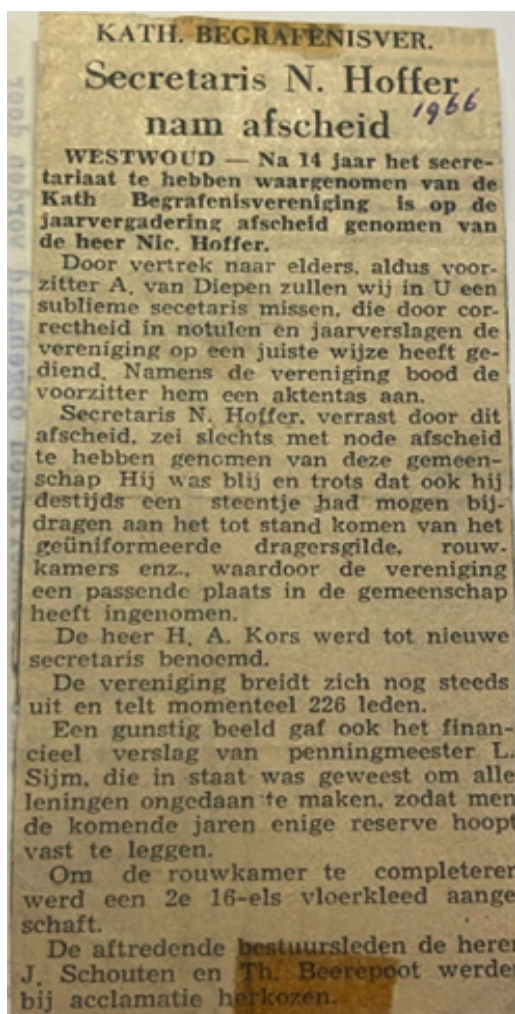 KATH. BEGRAFENISVER.
Secretaris N. Hoffer
1966
nam afscheid
WESTWOUD — Na 14 jaar het secre-
tariaat te hebben waargenomen van de
Kath Begrafenisvereniging is op de
jaarvergadering afscheid genomen van
de heer Nic. Hoffer.
Door vertrek naar elders, aldus voor-
zitter A. van Diepen zullen wij in U een
sublieme secetaris missen, die door cor-
rectheid in notulen en jaarverslagen de
vereniging op een juiste wijze heeft ge-
diend. Namens de vereniging bood de
voorzitter hem een aktentas aan.
Secretaris N. Hoffer, verrast door dit
afscheid, zei slechts met node afscheid
te hebben genomen van deze gemeen-
schap Hij was blij en trots dat ook hij
destijds een steentje had mogen bij-
dragen aan het tot stand komen van het
geüniformeerde dragersgilde, rouw-
kamers enz., waardoor de vereniging
een passende plaats in de gemeenschap
heeft ingenomen.
De heer H. A. Kors werd tot nieuwe
secretaris benoemd.
De vereniging breidt zich nog steeds
uit en telt momenteel 226 leden.
Een gunstig beeld gaf ook het finan-
cieel verslag van penningmeester L.
Sijm, die in staat was geweest om alle
leningen ongedaan te maken, zodat men
de komende jaren enige reserve hoopt
vast te leggen.
Om de rouwkamer te completeren
werd een 2e 16-els vloerkleed aange
schaft.
De aftredende bestuursleden de herer
J. Schouten en Th. Beerepoot werder
bij acclamatie herkozen.